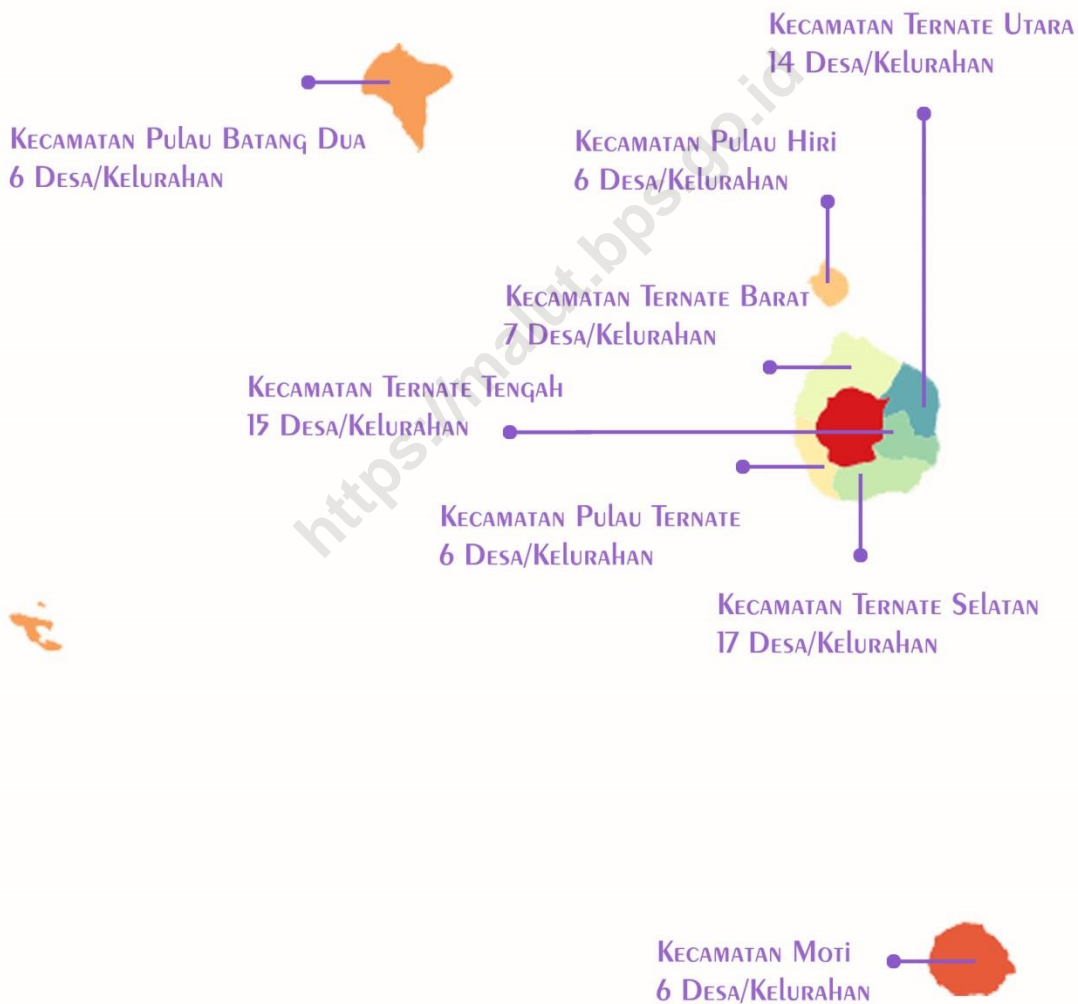 Kecamatan Ternate Utara
14 Desa/Kelurahan
Kecamatan Pulau Batang Dua
6 Desa/Kelurahan
Kecamatan Pulau Hiri
6 Desa/Kelurahan
Kecamatan Ternate Barat
7 Desa/Kelurahan
Kecamatan Ternate Tengah
15 Desa/Kelurahan
Kecamatan Pulau Ternate
6 Desa/Kelurahan
Kecamatan Ternate Selatan
17 Desa/Kelurahan
Kecamatan Moti
6 Desa/Kelurahan
https://malut.bps.go.id